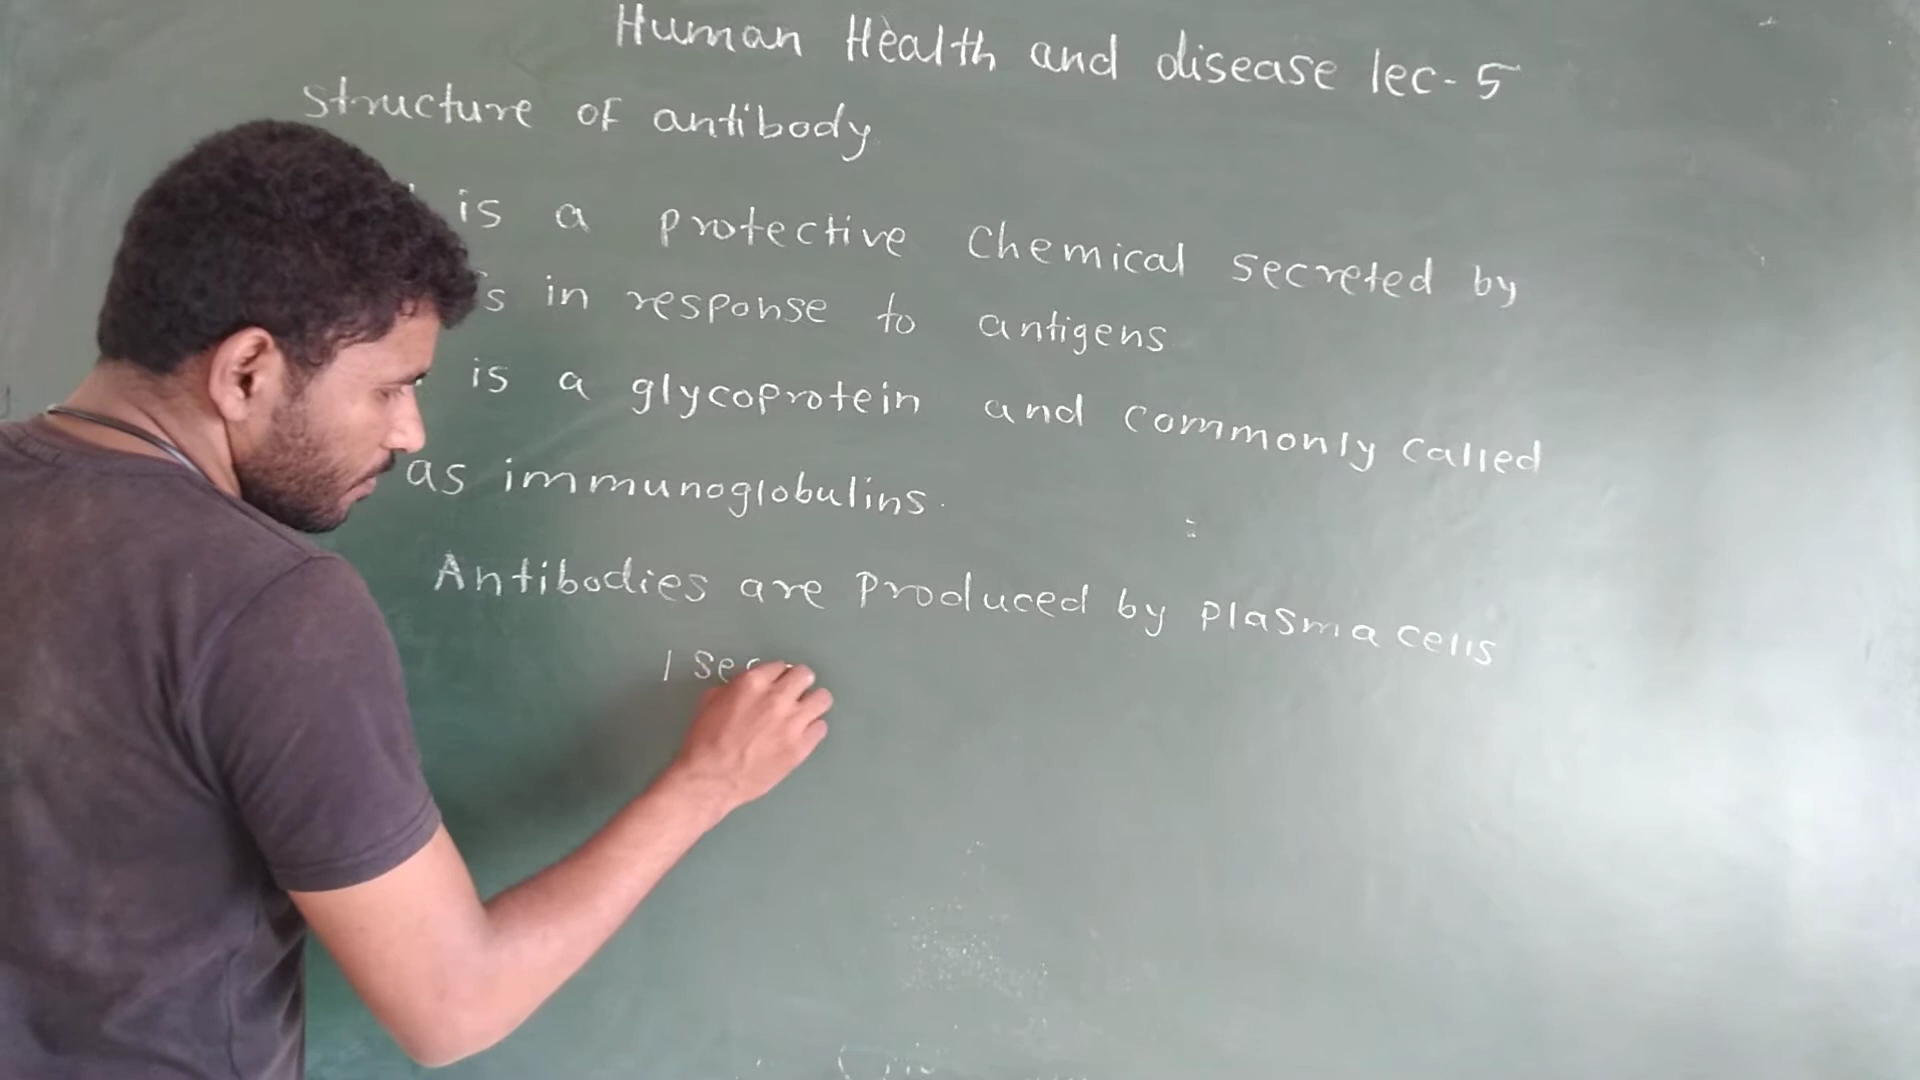 Human Health and disease lec-5
structure of antibody
is a protective chemical secreted by
in response to antigens
is a glycoprotein and commonly called
as immunoglobulins.
Antibodies are produced by plasma cells
1